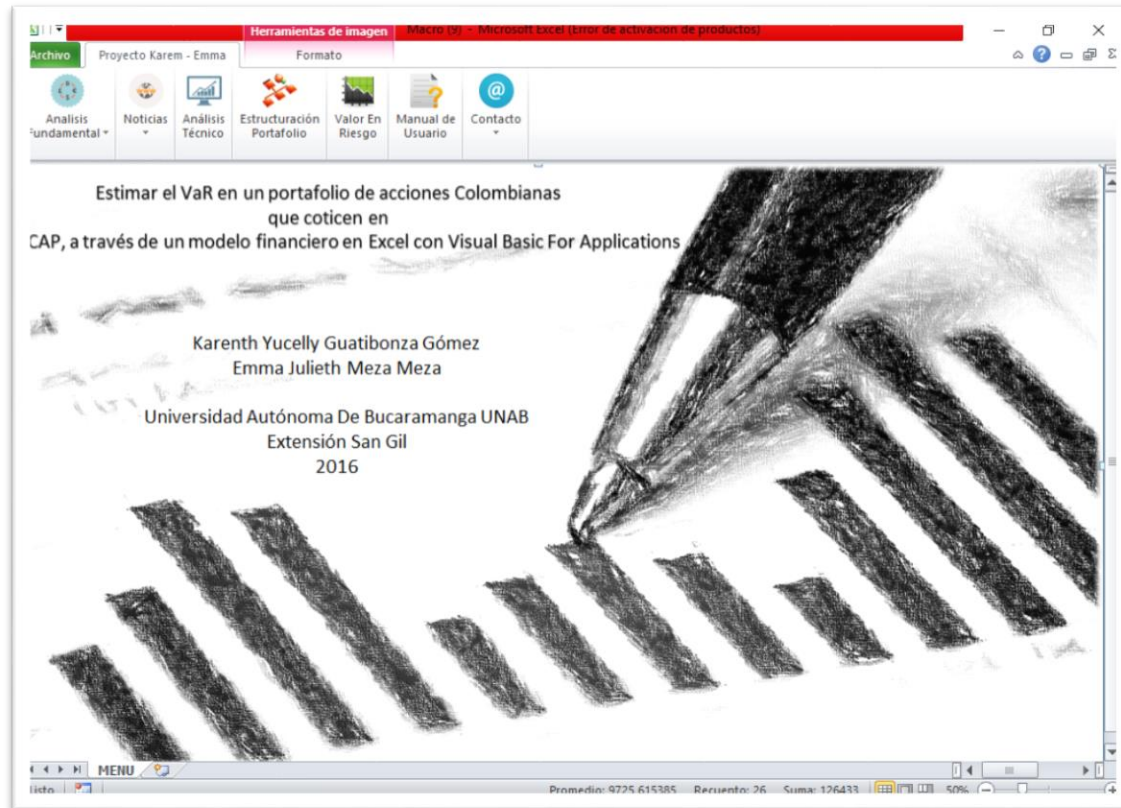 Herramientas de imagen
Macro (9) - Microsoft Excel (Error de activación de productos)
Archivo
Proyecto Karem - Emma
Formato
Analisis
Fundamental
Noticias
Análisis
Técnico
Estructuración
Portafolio
Valor En
Riesgo
Manual de
Usuario
Contacto
Estimar el VaR en un portafolio de acciones Colombianas
que coticen en
CAP, a través de un modelo financiero en Excel con Visual Basic For Applications
Karenth Yucelly Guatibonza Gómez
Emma Julieth Meza Meza
Universidad Autónoma De Bucaramanga UNAB
Extensión San Gil
2016
MENU
Listo
Promedio: 9725,615385 Recuento: 26 Suma: 126433 50%